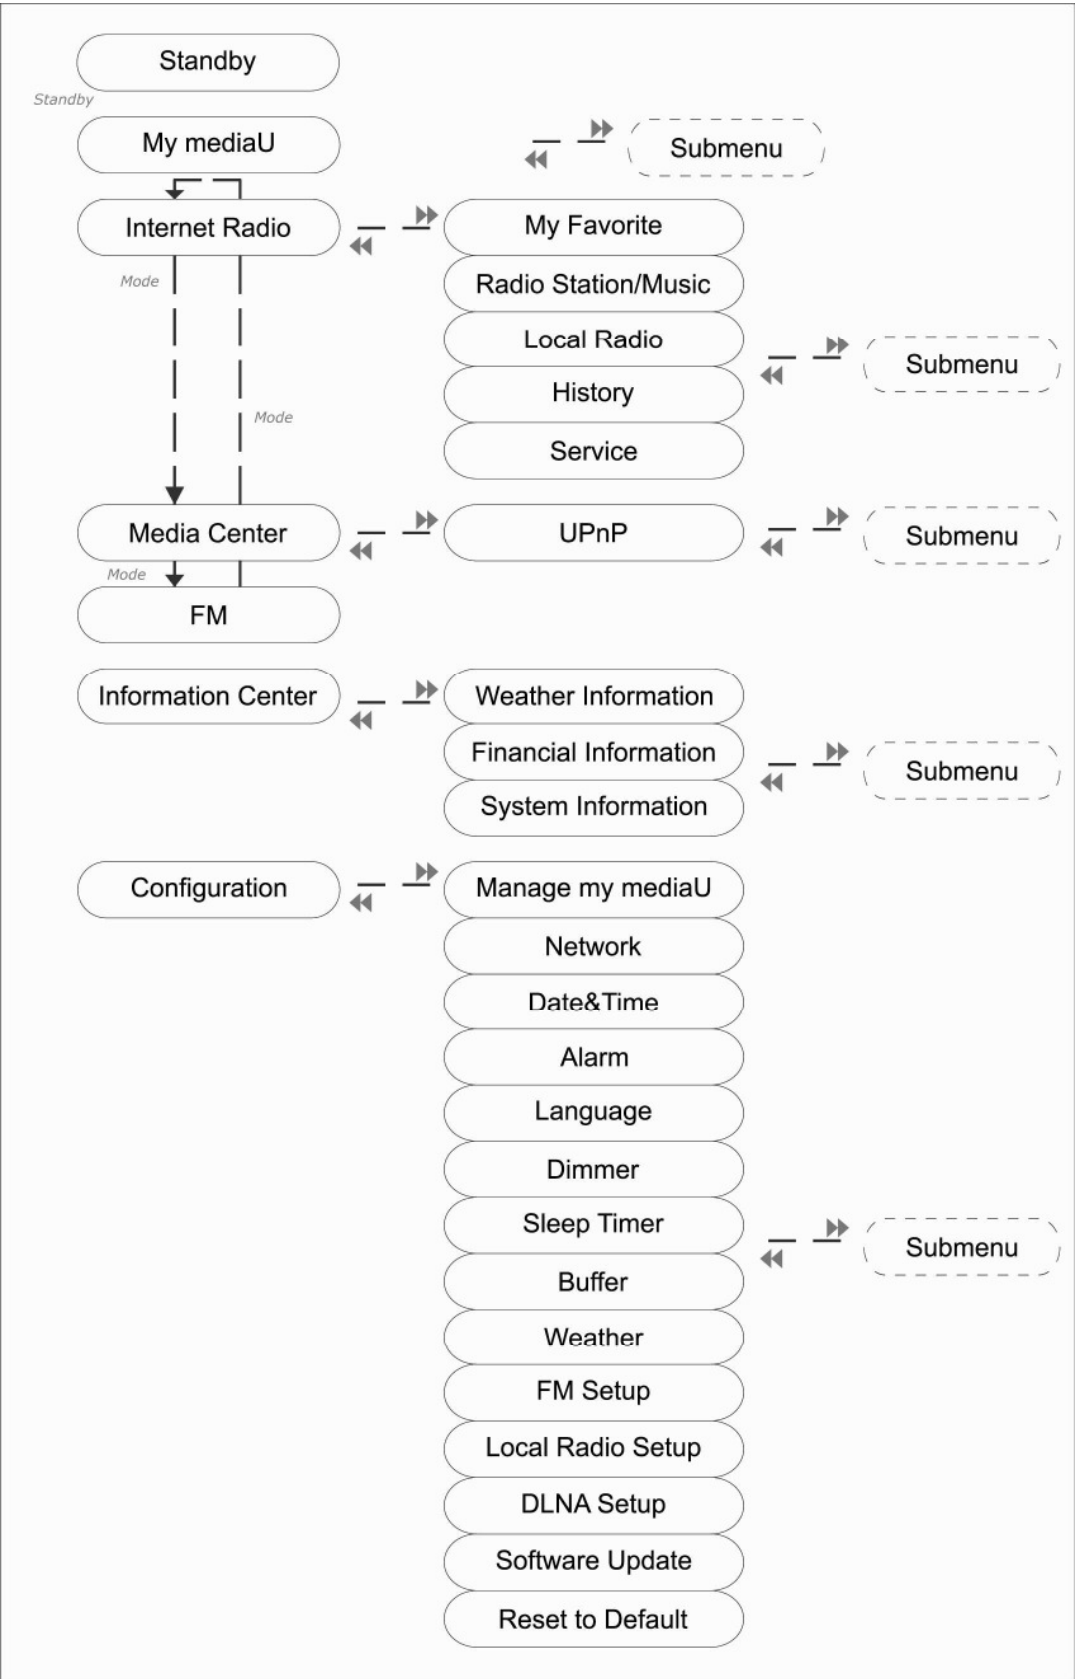 Standby
Standby
My mediaU
Submenu
Internet Radio
My Favorite
Mode
Radio Station/Music
Local Radio
Submenu
History
Mode
Service
Media Center
UPnP
Submenu
Mode
FM
Information Center
Weather Information
Financial Information
Submenu
System Information
Configuration
Manage my mediaU
Network
Date&Time
Alarm
Language
Dimmer
Sleep Timer
Submenu
Buffer
Weather
FM Setup
Local Radio Setup
DLNA Setup
Software Update
Reset to Default